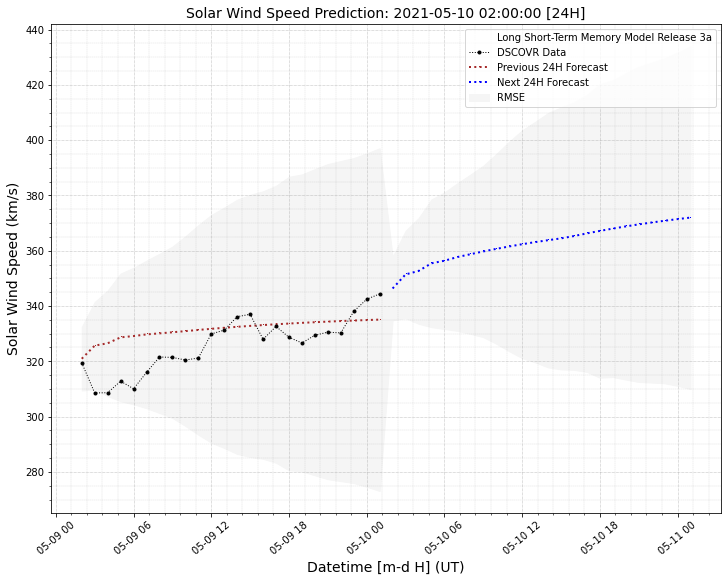 Solar Wind Speed Prediction: 2021-05-10 02:00:00 [24H]
Long Short-Term Memory Model Release 3a
DSCOVR Data
Previous 24H Forecast
Next 24H Forecast
RMSE
Solar Wind Speed (km/s)
440
420
400
380
360
340
320
300
280
05-09 00
05-09 06
05-09 12
05-09 18
05-10 00
05-10 06
05-10 12
05-10 18
05-11 00
Datetime [m-d H] (UT)